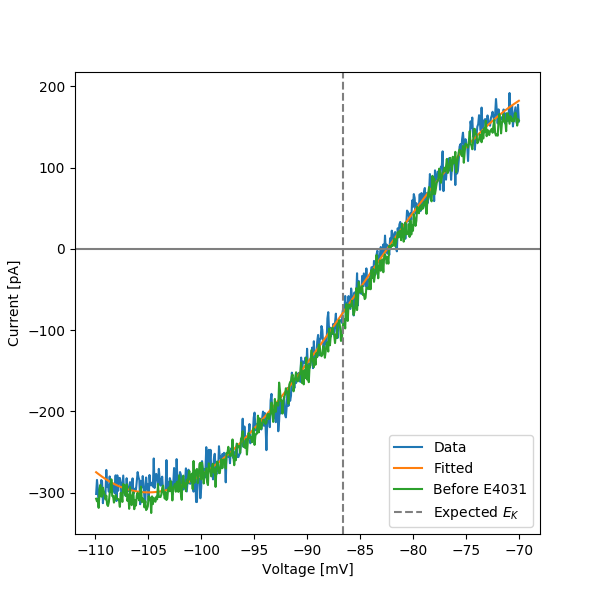 200
100
0
−100
−200
−300
Current [pA]
Data
Fitted
Before E4031
Expected E_K
−110 −105 −100 −95 −90 −85 −80 −75 −70
Voltage [mV]